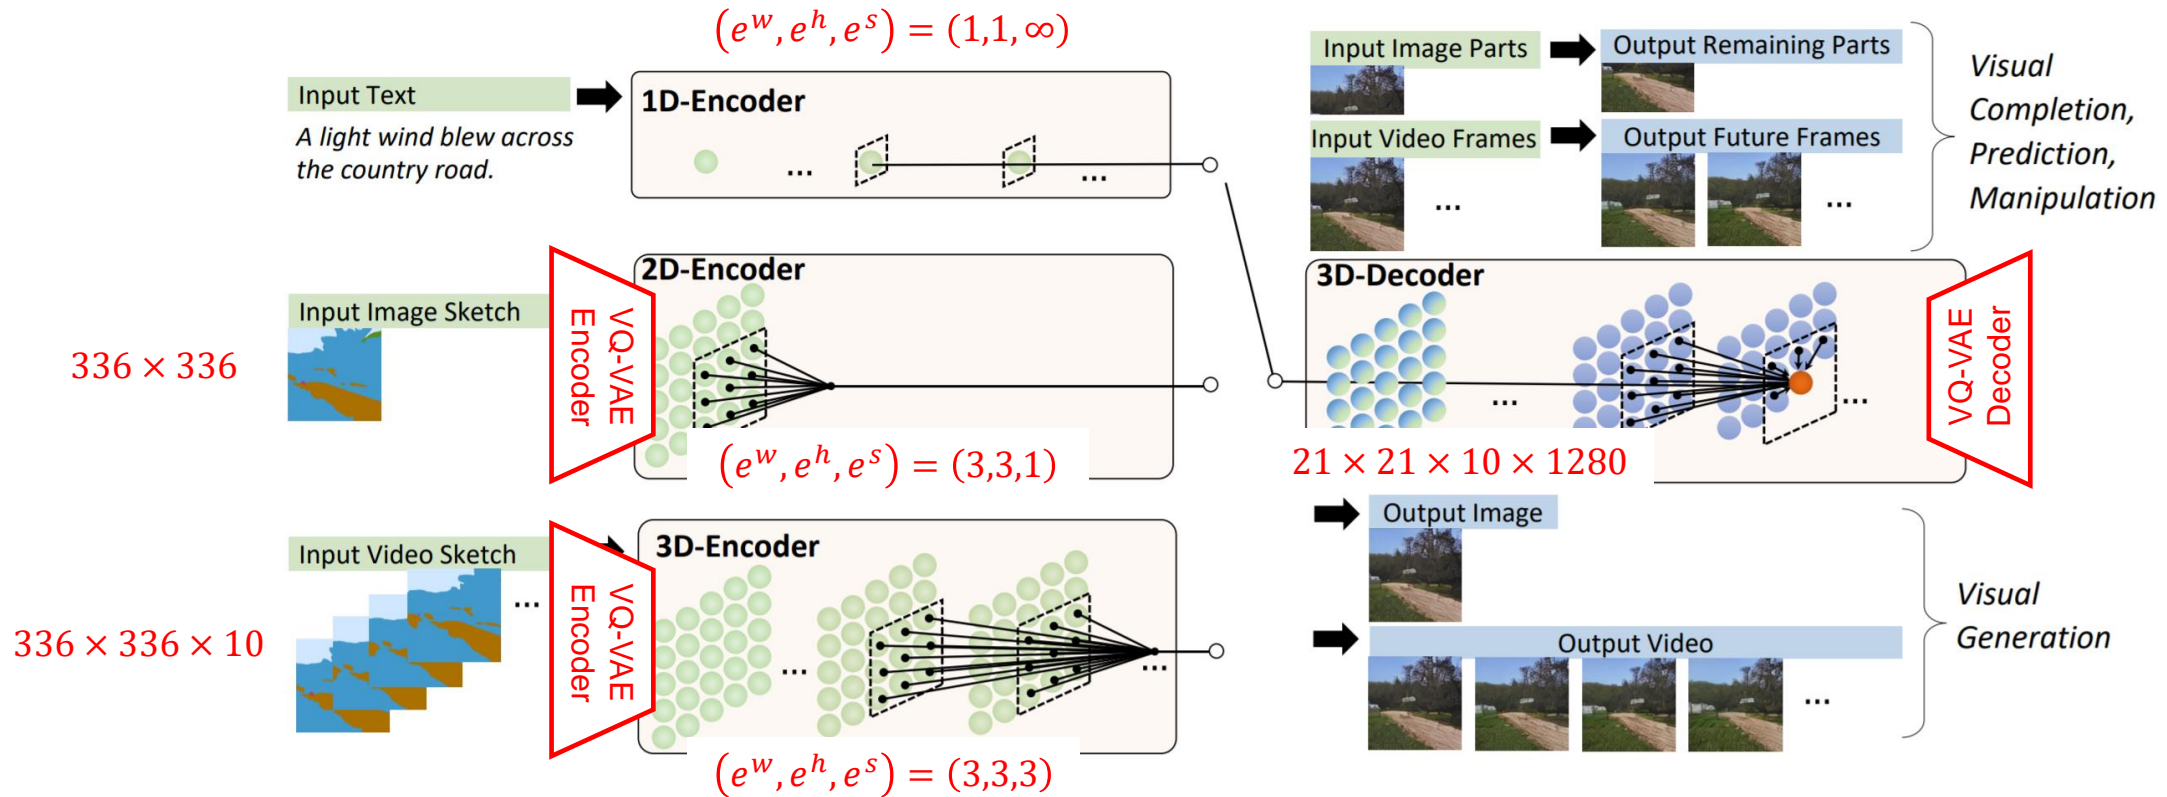 (e^w, e^h, e^s) = (1,1,∞)
Input Text
A light wind blew across
the country road.
1D-Encoder
...
...
Input Image Parts
Output Remaining Parts
Input Video Frames
Output Future Frames
...
...
Visual
Completion,
Prediction,
Manipulation
336 × 336
Input Image Sketch
VQ-VAE
Encoder
2D-Encoder
(e^w, e^h, e^s) = (3,3,1)
3D-Decoder
...
...
21 × 21 × 10 × 1280
VQ-VAE
Decoder
336 × 336 × 10
Input Video Sketch
...
VQ-VAE
Encoder
3D-Encoder
...
...
(e^w, e^h, e^s) = (3,3,3)
Output Image
Output Video
...
Visual
Generation